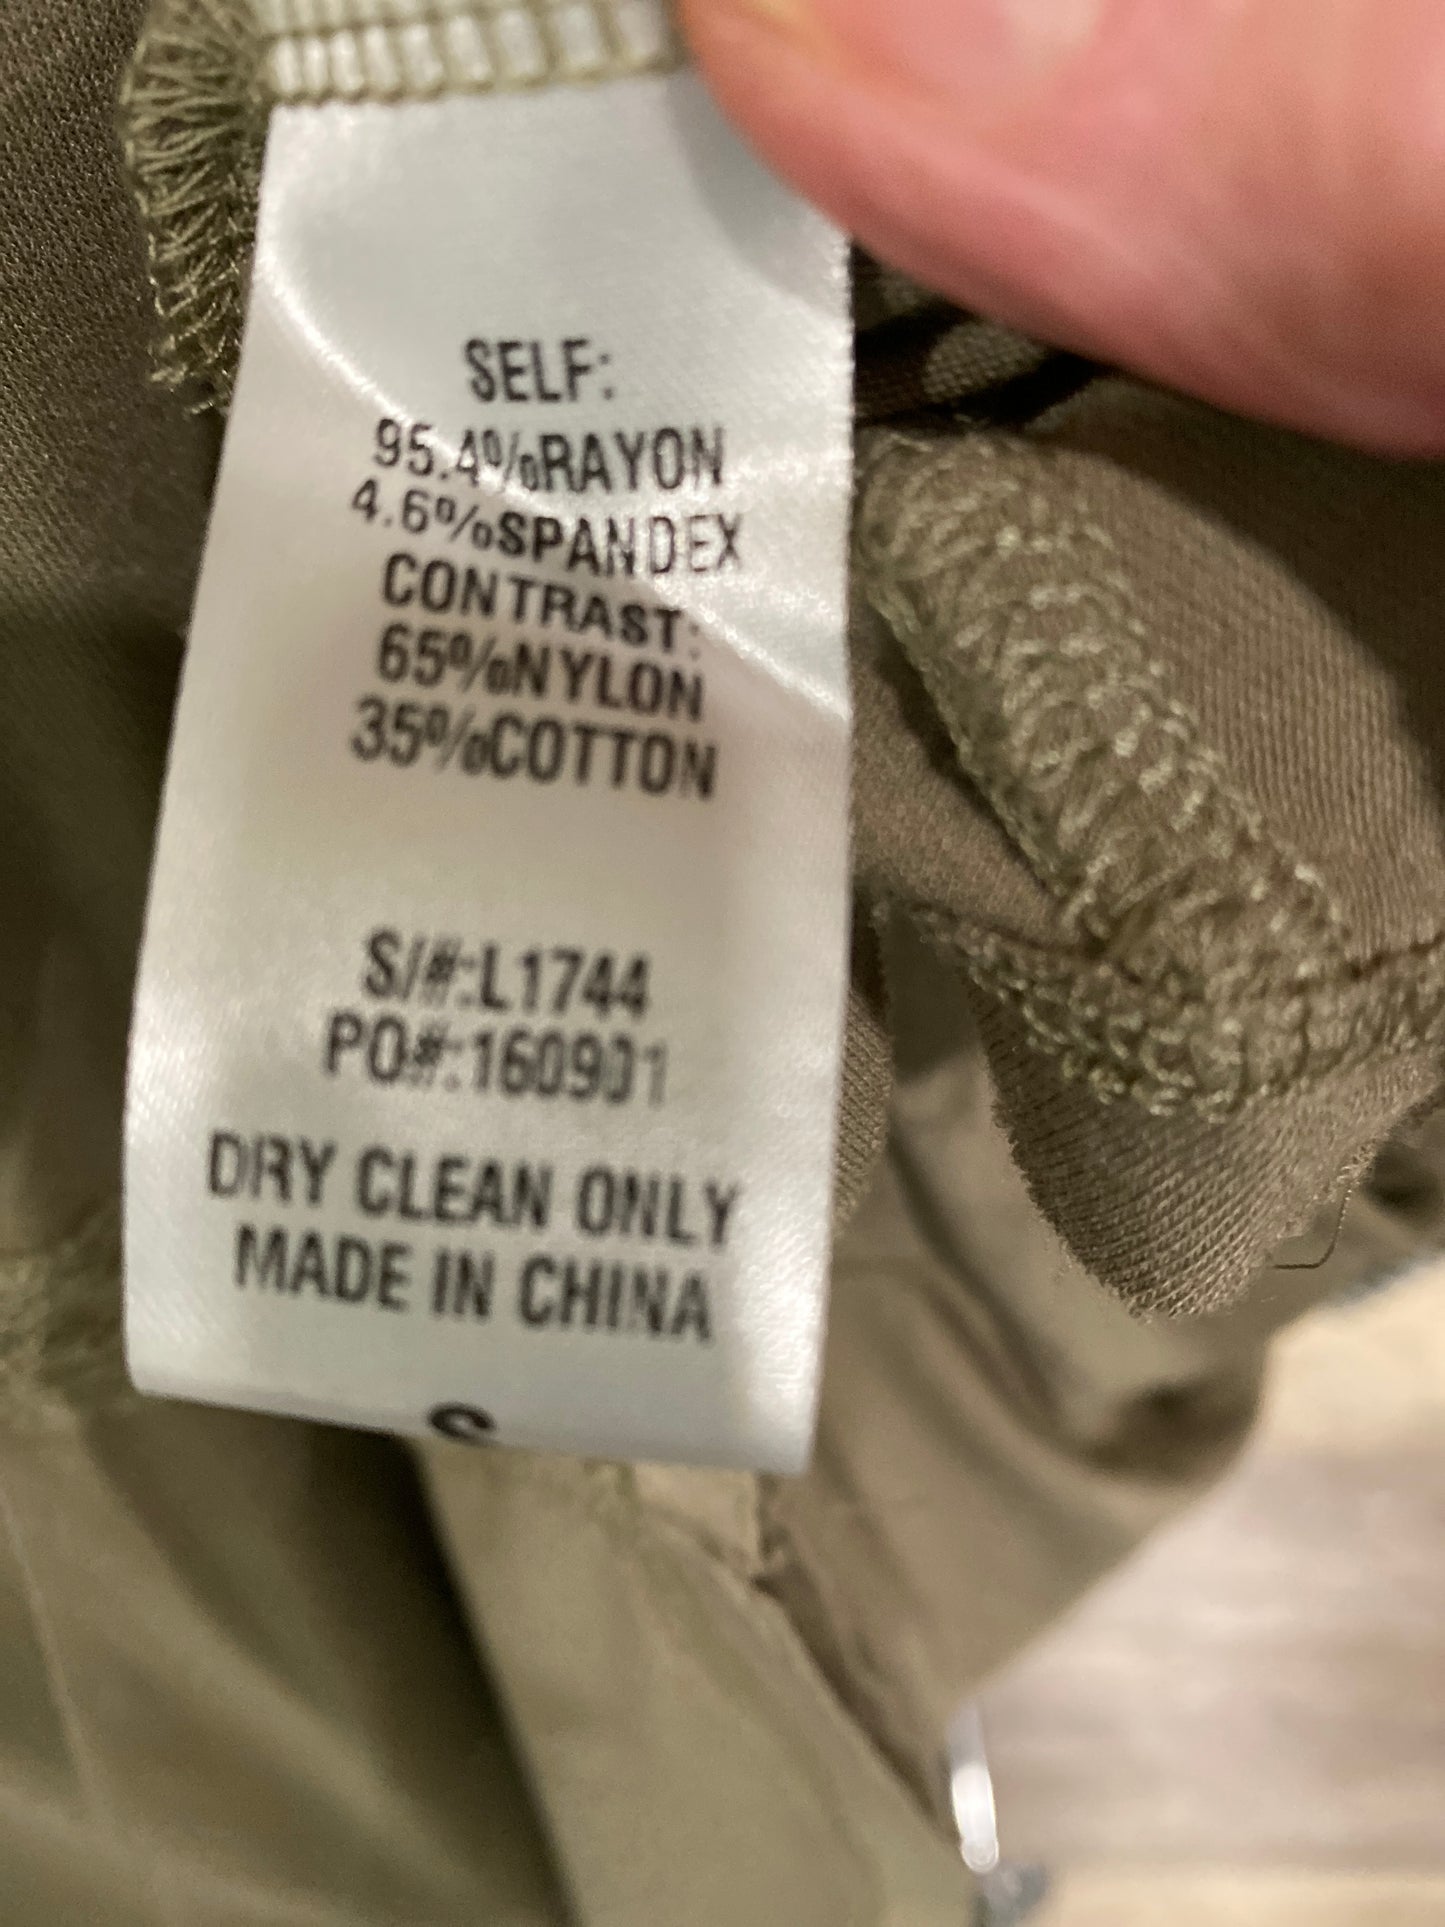 SELF:
95.4%RAYON
4.6%SPANDEX
CONTRAST:
65%NYLON
35%COTTON
S/#:L1744
PO#:160901
DRY CLEAN ONLY
MADE IN CHINA
S